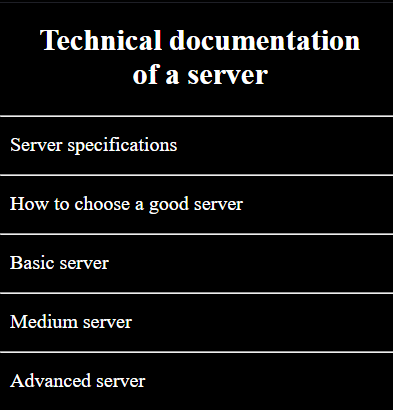 Technical documentation
of a server
Server specifications
How to choose a good server
Basic server
Medium server
Advanced server